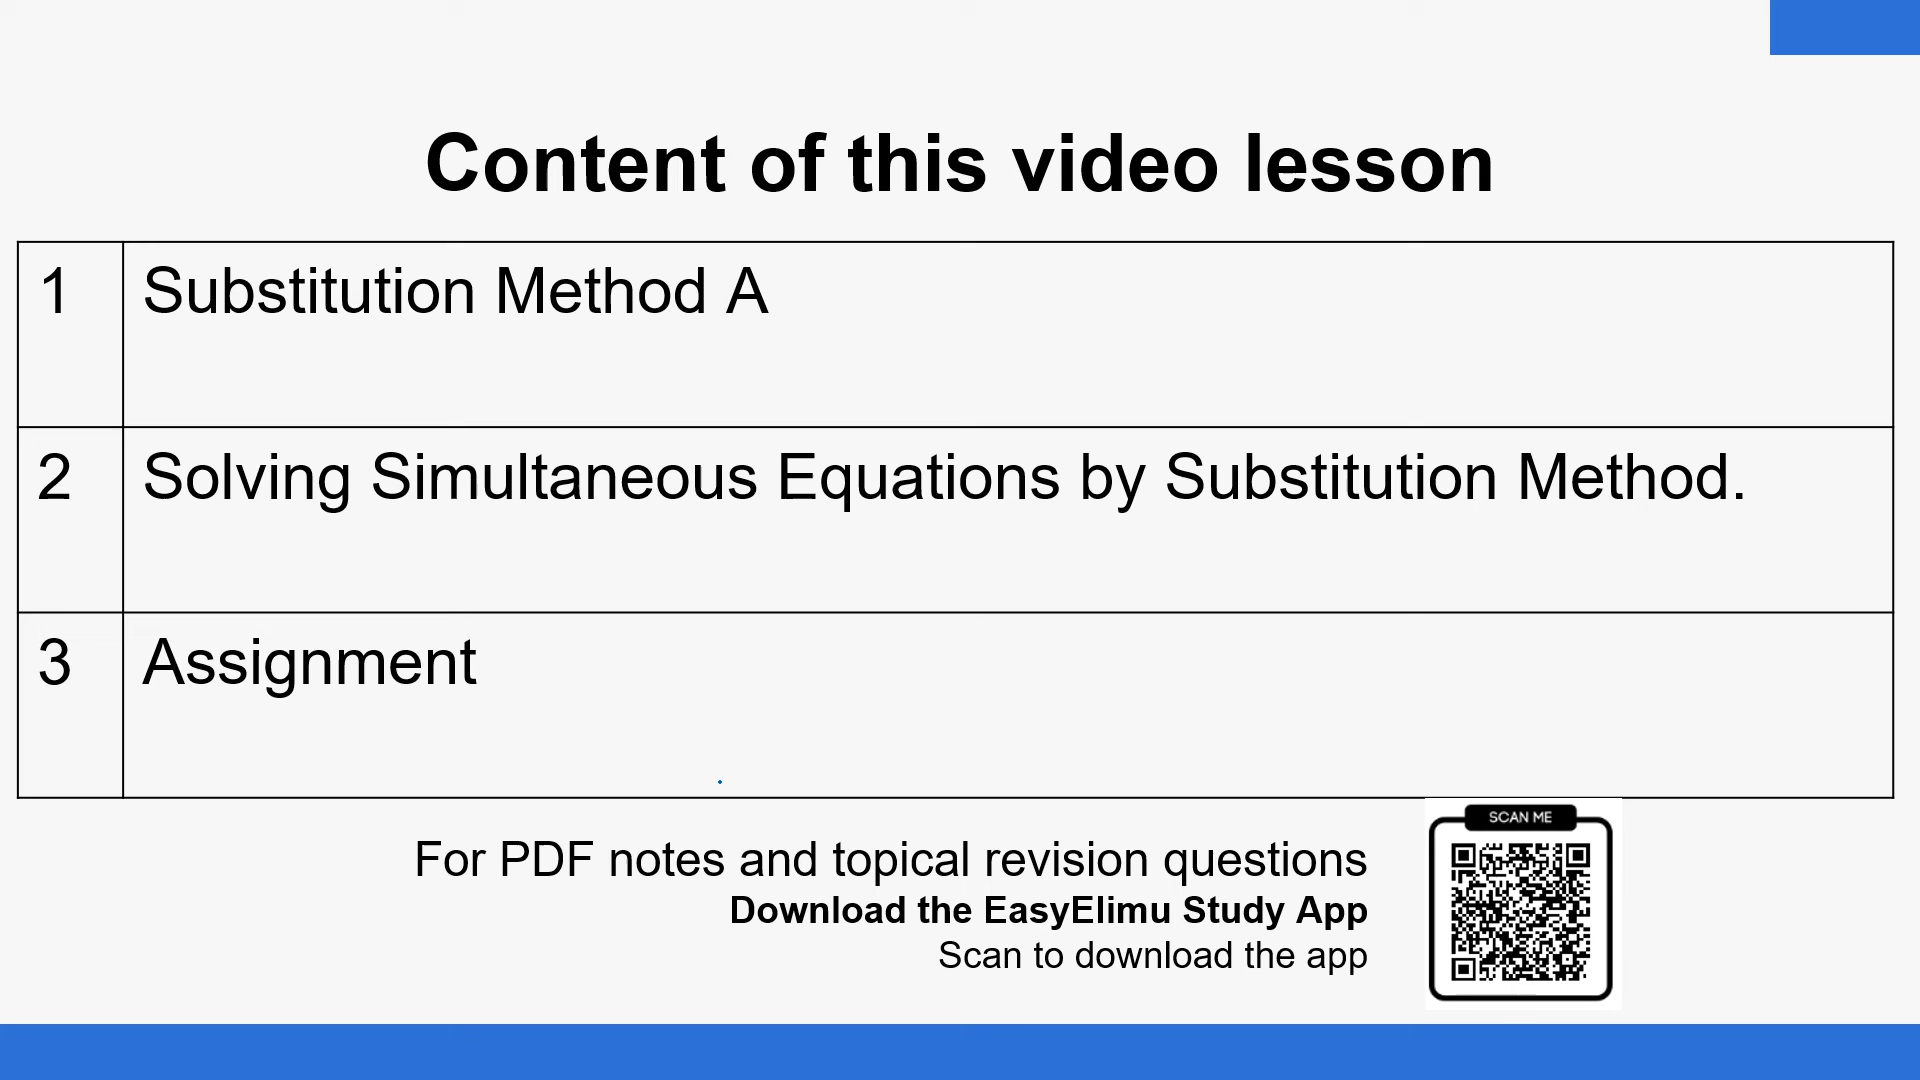 Content of this video lesson
1 Substitution Method A
2 Solving Simultaneous Equations by Substitution Method.
3 Assignment
SCAN ME
For PDF notes and topical revision questions
Download the EasyElimu Study App
Scan to download the app